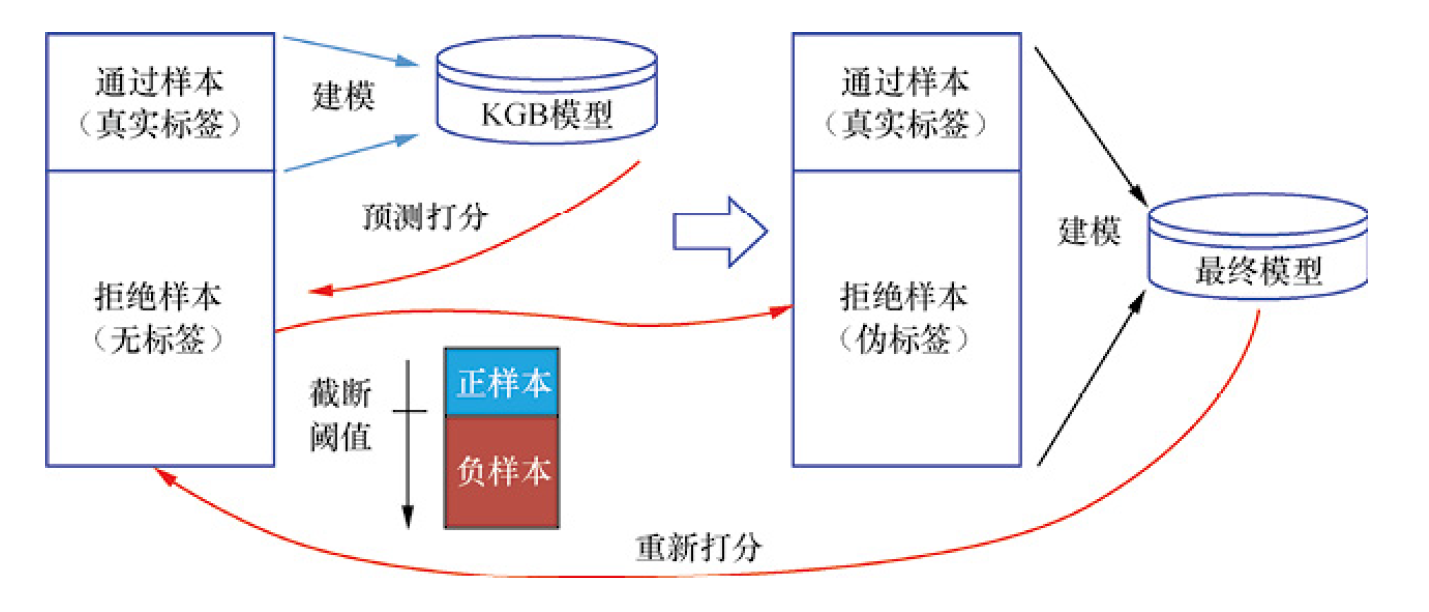 通过样本
（真实标签）
建模
KGB模型
预测打分
拒绝样本
（无标签）
截断
阈值
正样本
负样本
通过样本
（真实标签）
拒绝样本
（伪标签）
建模
最终模型
重新打分